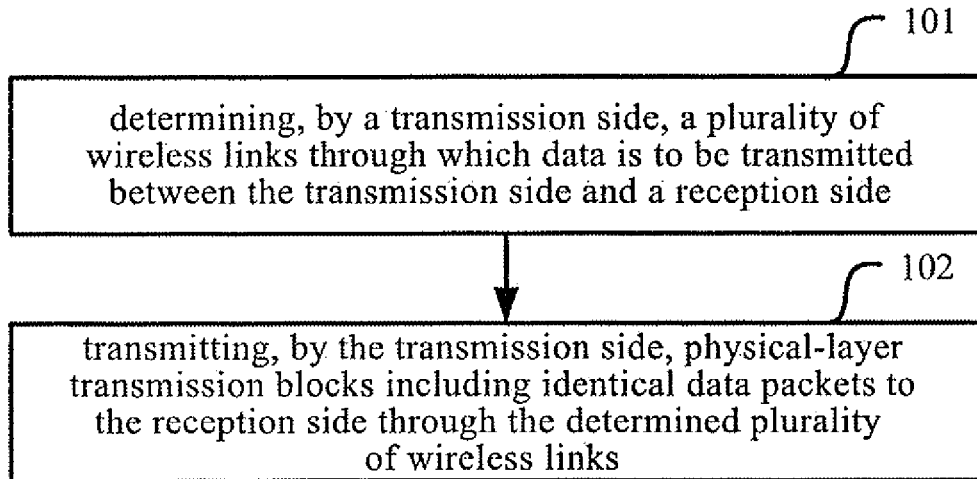 101
determining, by a transmission side, a plurality of
wireless links through which data is to be transmitted
between the transmission side and a reception side
102
transmitting, by the transmission side, physical-layer
transmission blocks including identical data packets to
the reception side through the determined plurality
of wireless links